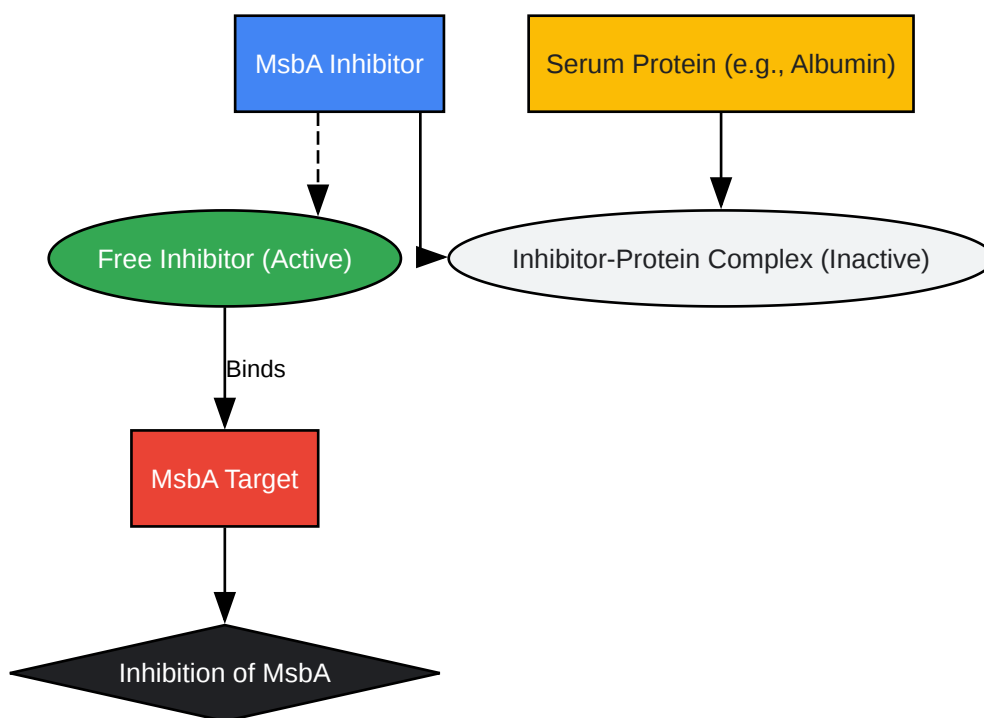 MsbA Inhibitor
Serum Protein (e.g., Albumin)
Free Inhibitor (Active)
Inhibitor-Protein Complex (Inactive)
Binds
MsbA Target
Inhibition of MsbA